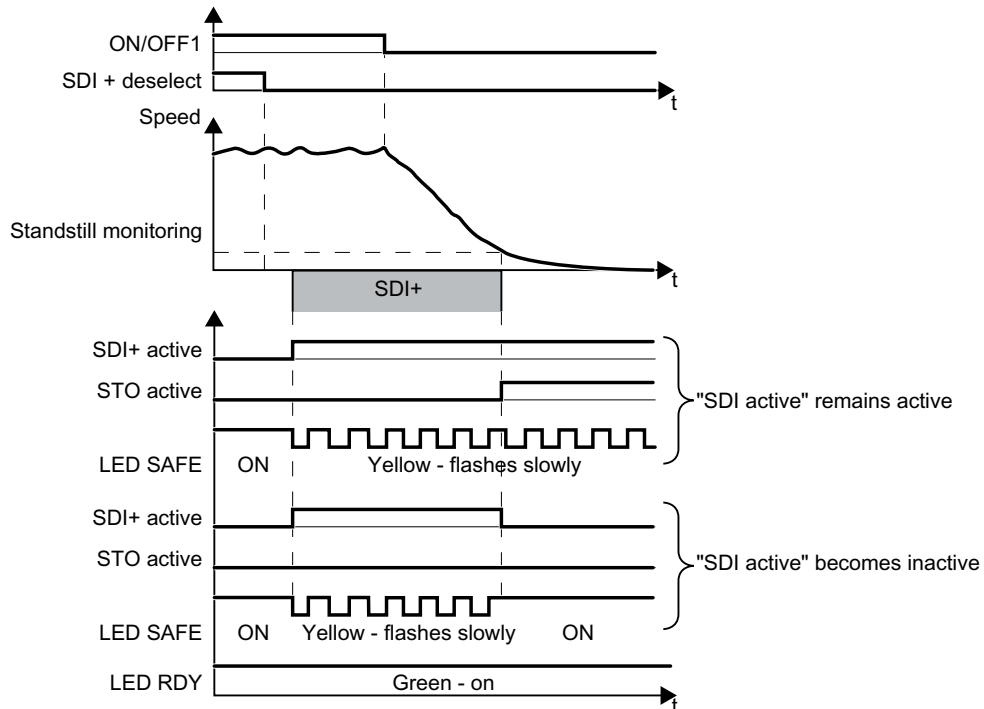 ON/OFF1
SDI + deselect
t
Speed
Standstill monitoring
t
SDI+
SDI+ active
STO active
"SDI active" remains active
LED SAFE ON Yellow - flashes slowly
SDI+ active
STO active
"SDI active" becomes inactive
LED SAFE ON Yellow - flashes slowly ON
LED RDY Green - on
t